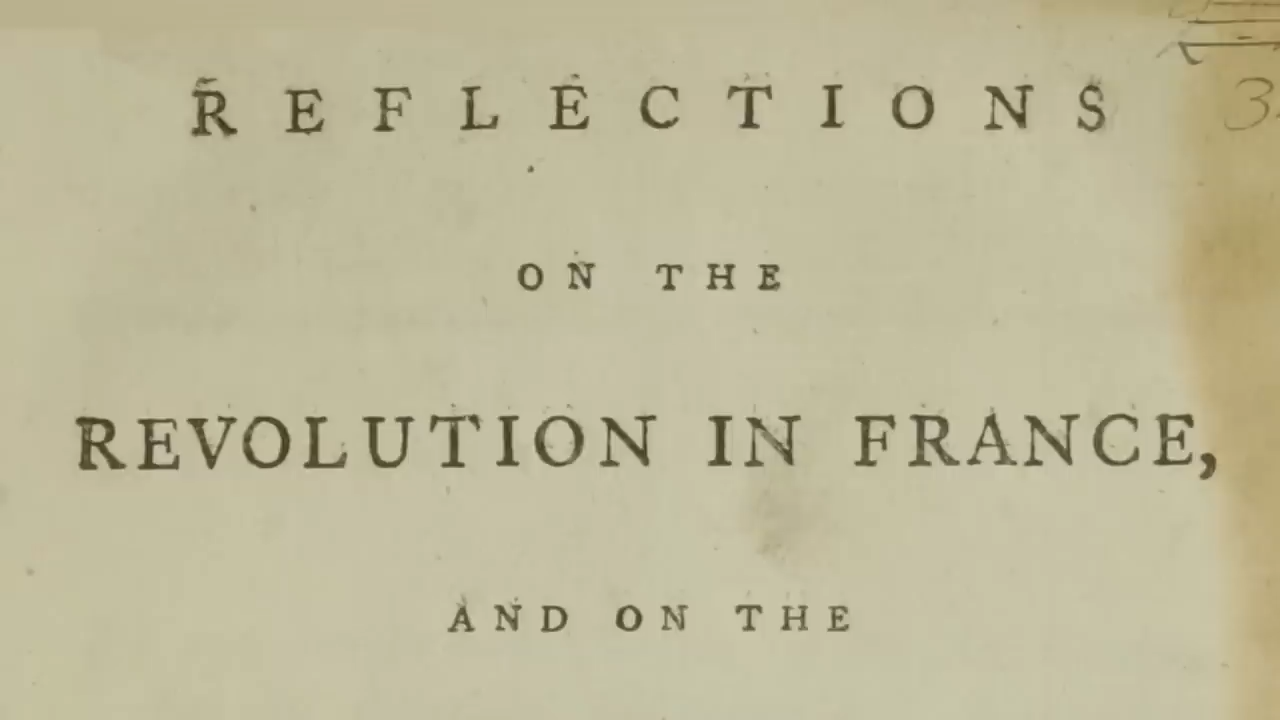 REFLECTIONS
ON THE
REVOLUTION IN FRANCE,
AND ON THE